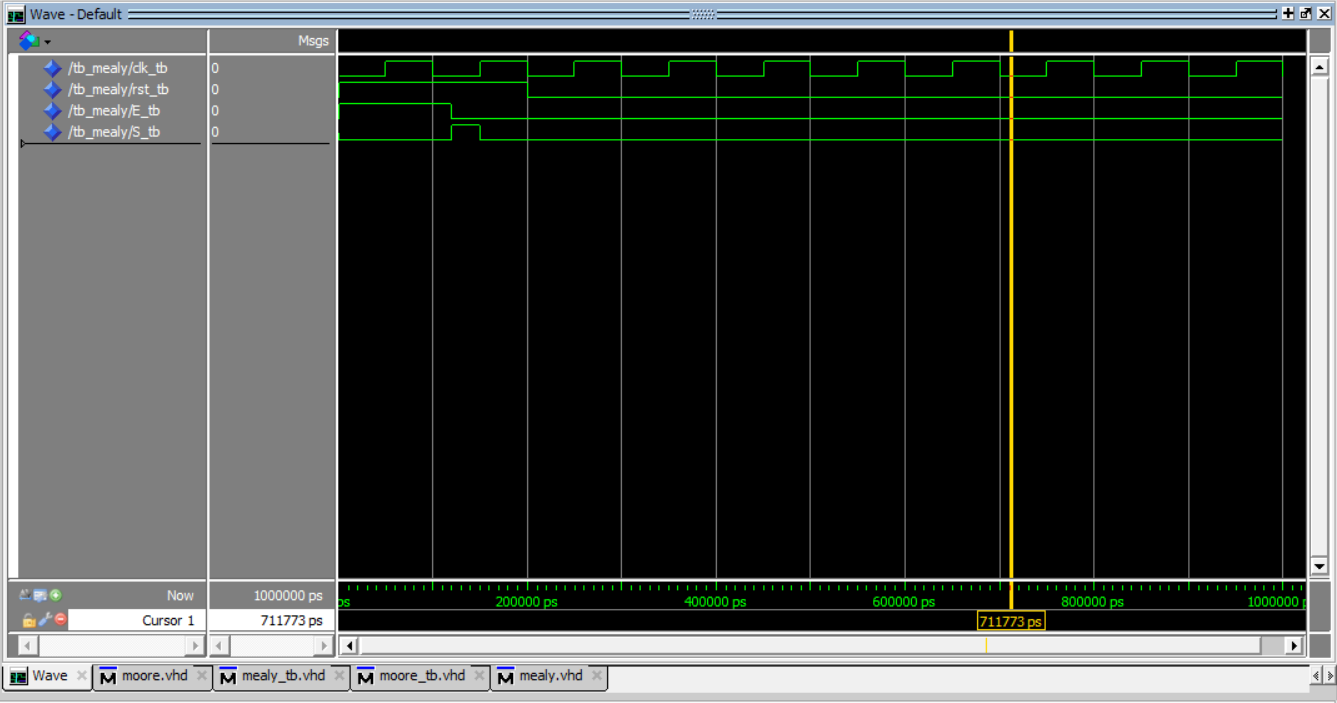 Wave - Default
Msgs
/tb_mealy/clk_tb 0
/tb_mealy/rst_tb 0
/tb_mealy/E_tb 0
/tb_mealy/S_tb 0
Now 1000000 ps
ps 200000 ps 400000 ps 600000 ps 800000 ps 1000000 p
Cursor 1 711773 ps
711773 ps
Wave moore.vhd mealy_tb.vhd moore_tb.vhd mealy.vhd